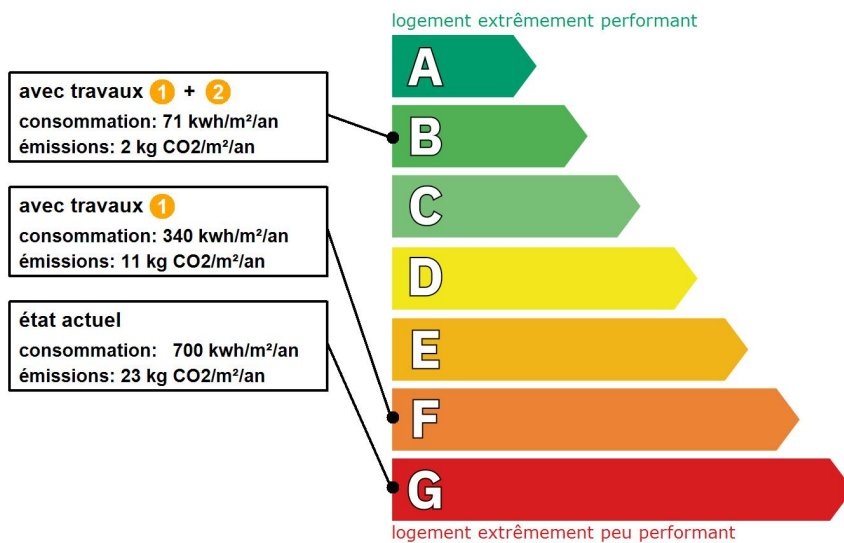 logement extrêmement performant
A
avec travaux 1 + 2
consommation: 71 kwh/m²/an
émissions: 2 kg CO2/m²/an
B
avec travaux 1
consommation: 340 kwh/m²/an
émissions: 11 kg CO2/m²/an
C
D
état actuel
consommation: 700 kwh/m²/an
émissions: 23 kg CO2/m²/an
E
F
G
logement extrêmement peu performant